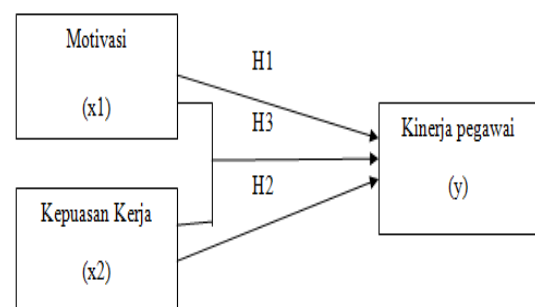 Motivasi
(x1)
H1
H3
Kinerja pegawai
(y)
H2
Kepuasan Kerja
(x2)